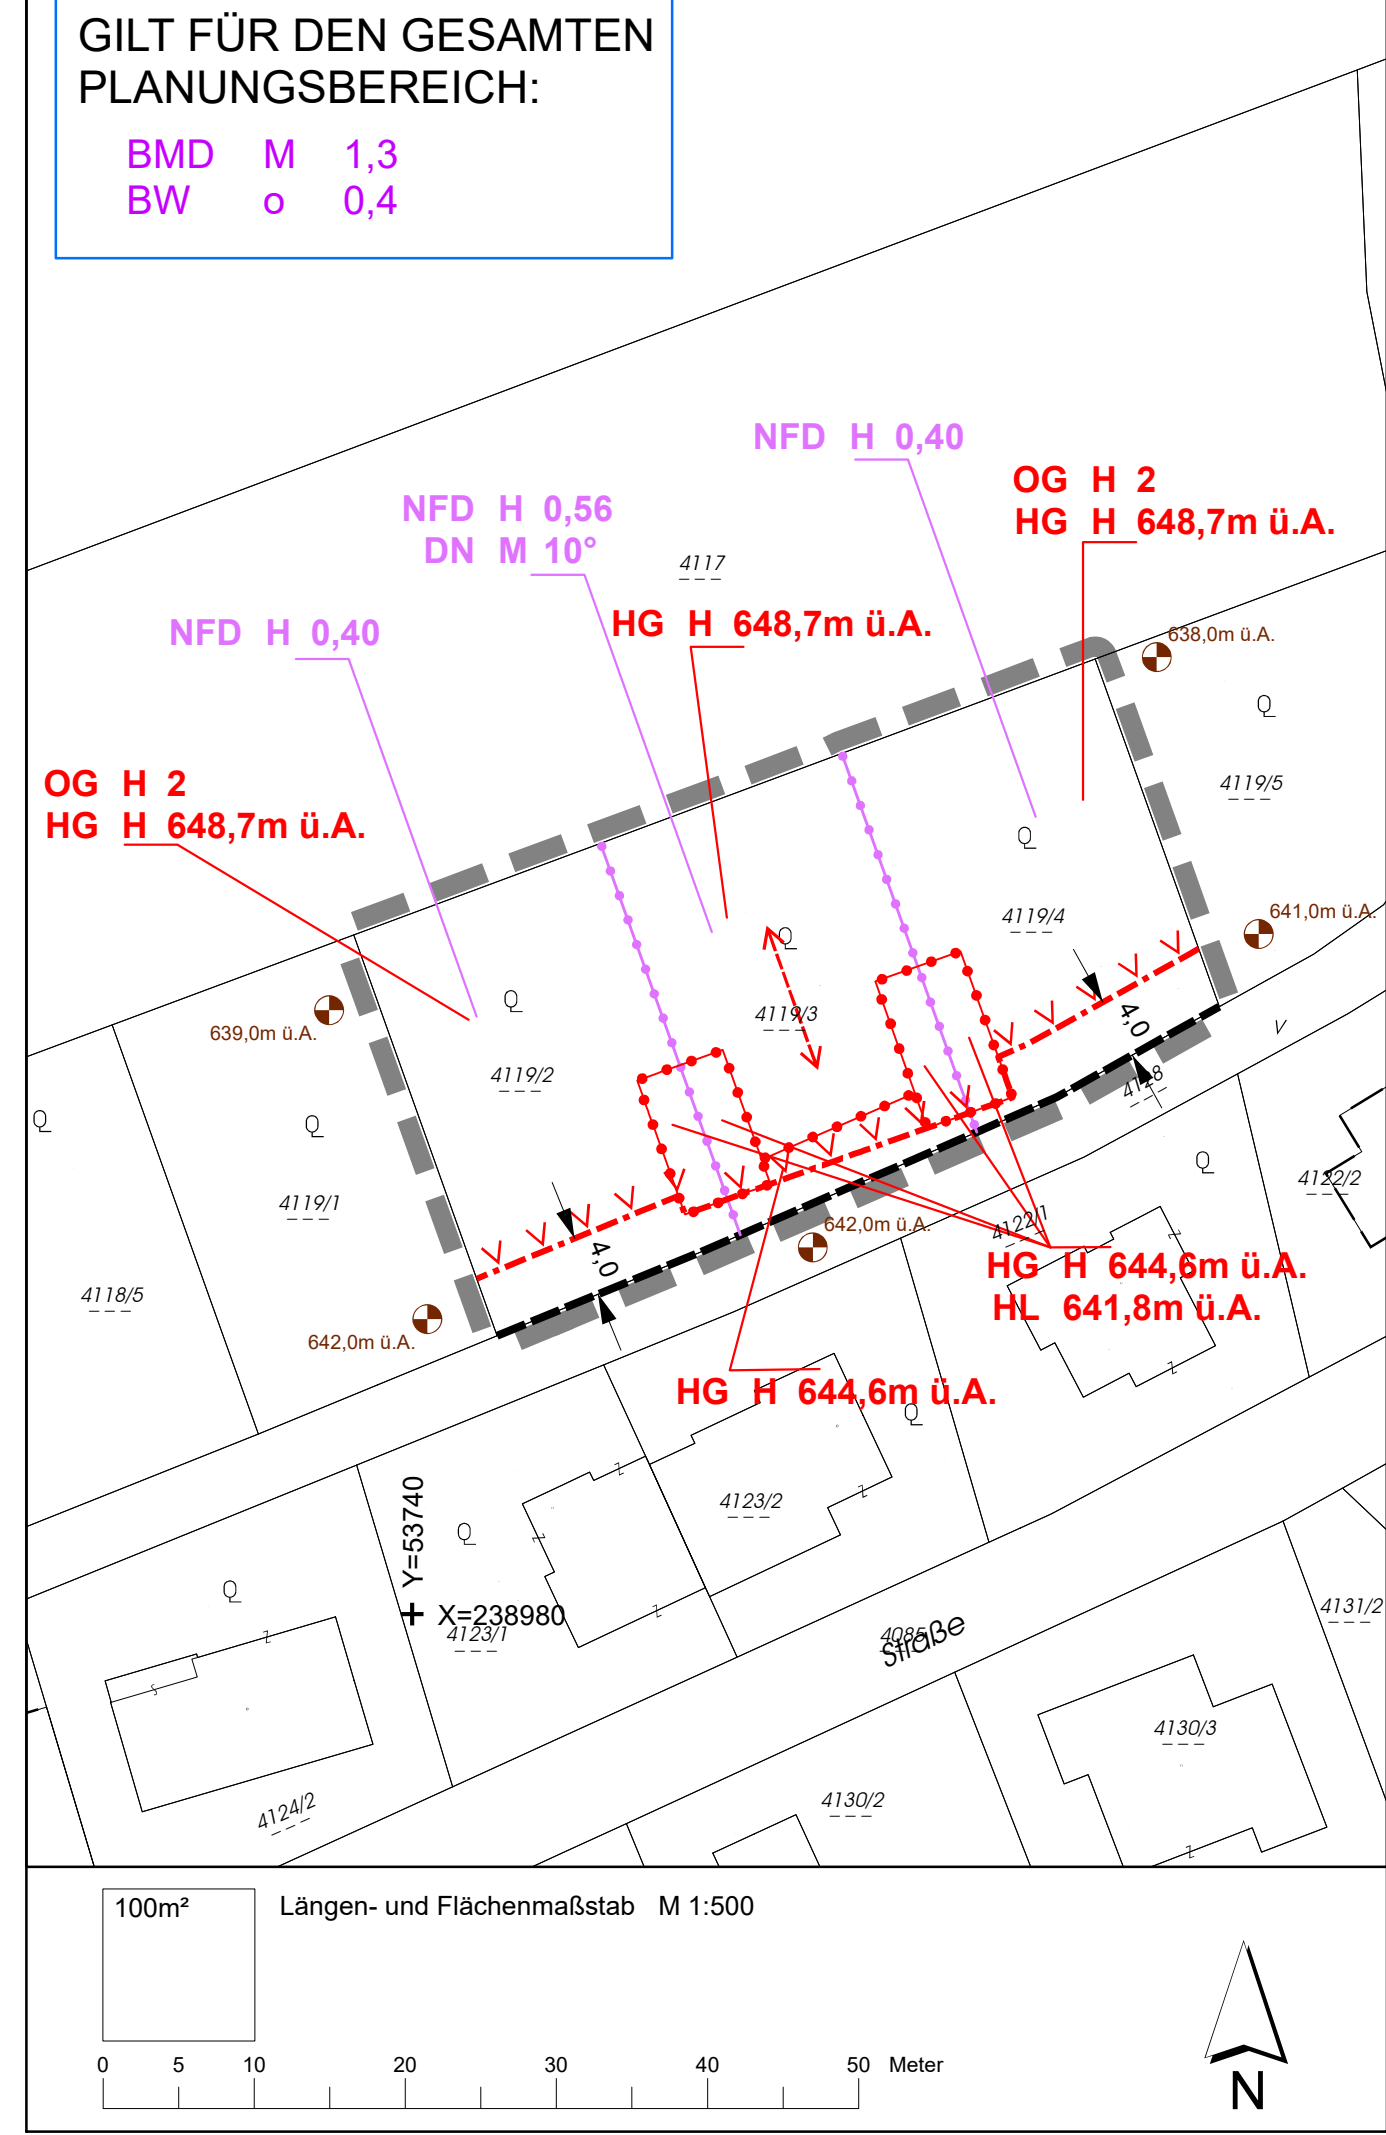 GILT FÜR DEN GESAMTEN
PLANUNGSBEREICH:
BMD M 1,3
BW o 0,4
NFD H 0,40
OG H 2
HG H 648,7m ü.A.
NFD H 0,56
DN M 10°
4117
HG H 648,7m ü.A.
NFD H 0,40
638,0m ü.A.
4119/5
OG H 2
HG H 648,7m ü.A.
4119/4
641,0m ü.A.
4119/3
639,0m ü.A.
4,0
4119/2
4128
4119/1
4122/2
4122/1
642,0m ü.A.
4,0
HG H 644,6m ü.A.
HL 641,8m ü.A.
4118/5
642,0m ü.A.
HG H 644,6m ü.A.
4123/2
Y=53740
X=238980
4123/1
4085
Straße
4131/2
4130/3
4130/2
4124/2
100m²
Längen- und Flächenmaßstab M 1:500
0 5 10 20 30 40 50 Meter
N